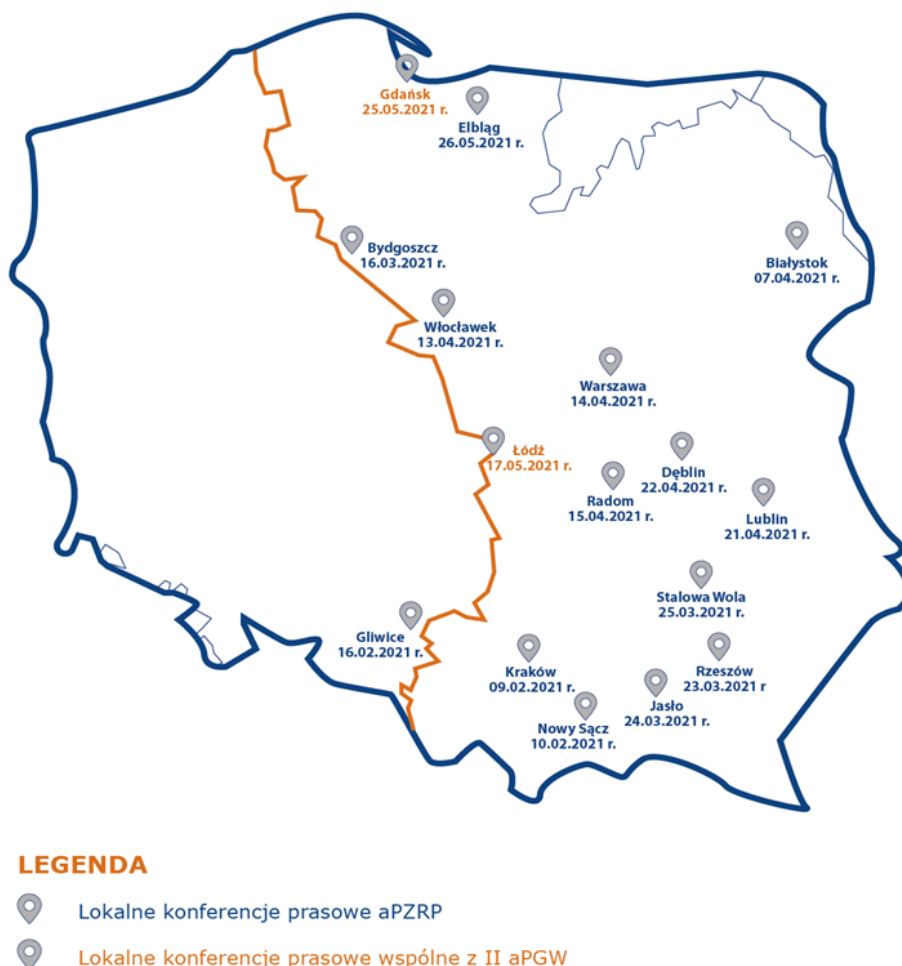 Gdańsk
25.05.2021 r.
Elbląg
26.05.2021 r.
Bydgoszcz
16.03.2021 r.
Białystok
07.04.2021 r.
Włocławek
13.04.2021 r.
Warszawa
14.04.2021 r.
Łódź
17.05.2021 r.
Dęblin
22.04.2021 r.
Radom
15.04.2021 r.
Lublin
21.04.2021 r.
Stalowa Wola
25.03.2021 r.
Gliwice
16.02.2021 r.
Kraków
09.02.2021 r.
Rzeszów
23.03.2021 r
Jasło
24.03.2021 r.
Nowy Sącz
10.02.2021 r.
LEGENDA
Lokalne konferencje prasowe aPZRP
Lokalne konferencje prasowe wspólne z II aPGW